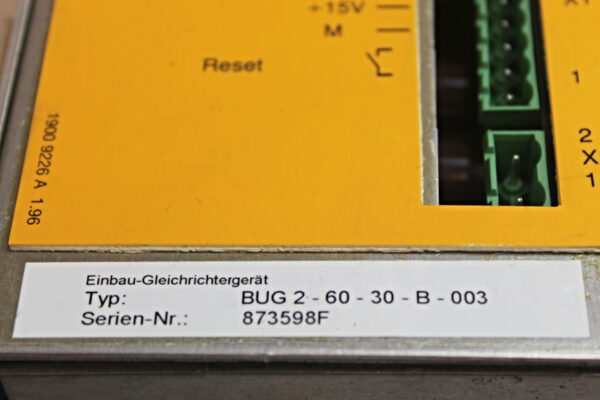 +15V
M
Reset
X1
1
2
X
1
1900 9226 A 1.96
Einbau-Gleichrichtergerät
Typ: BUG 2 - 60 - 30 - B - 003
Serien-Nr.: 873598F